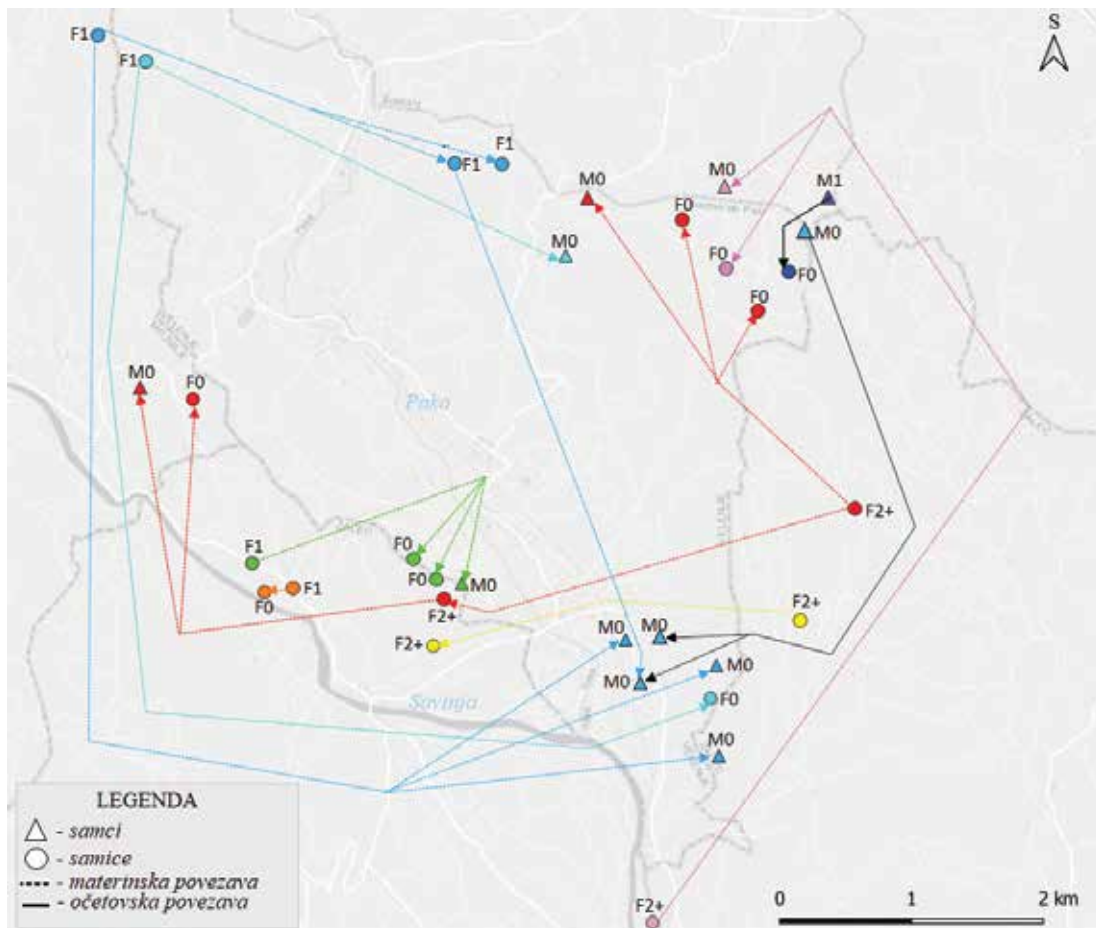 S
F1
F1
F1
F1
M0
M0
M1
F0
M0
M0
F0
F0
F0
M0
F0
Paka
F2+
F1
F0
F0
M0
F0
F1
F2+
F2+
M0
M0
F2+
M0
M0
F0
Savinja
M0
LEGENDA
- samci
- samice
- materinska povezava
- očetovska povezava
F2+
0 1 2 km